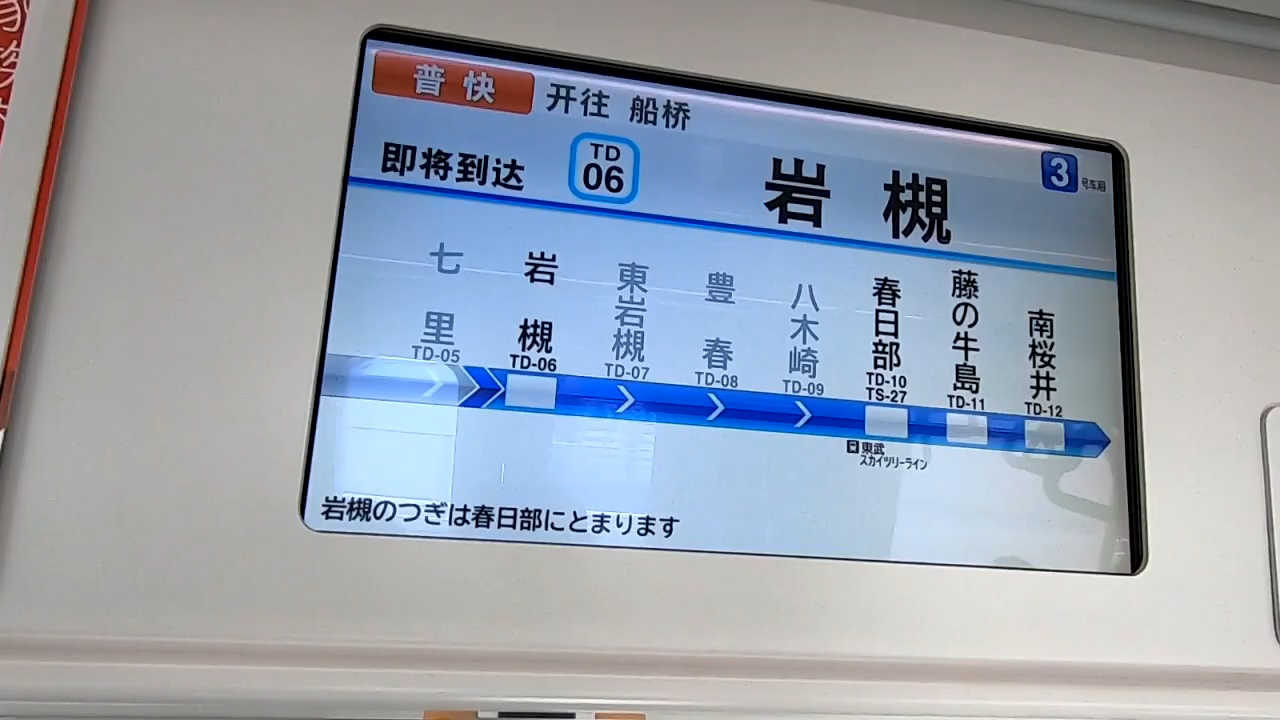 普快
开往 船桥
即将到达
TD
06
岩槻
3
号车厢
七里
TD-05
岩槻
TD-06
東岩槻
TD-07
豊春
TD-08
八木崎
TD-09
春日部
TD-10
TS-27
東武
スカイツリーライン
藤の牛島
TD-11
南桜井
TD-12
岩槻のつぎは春日部にとまります